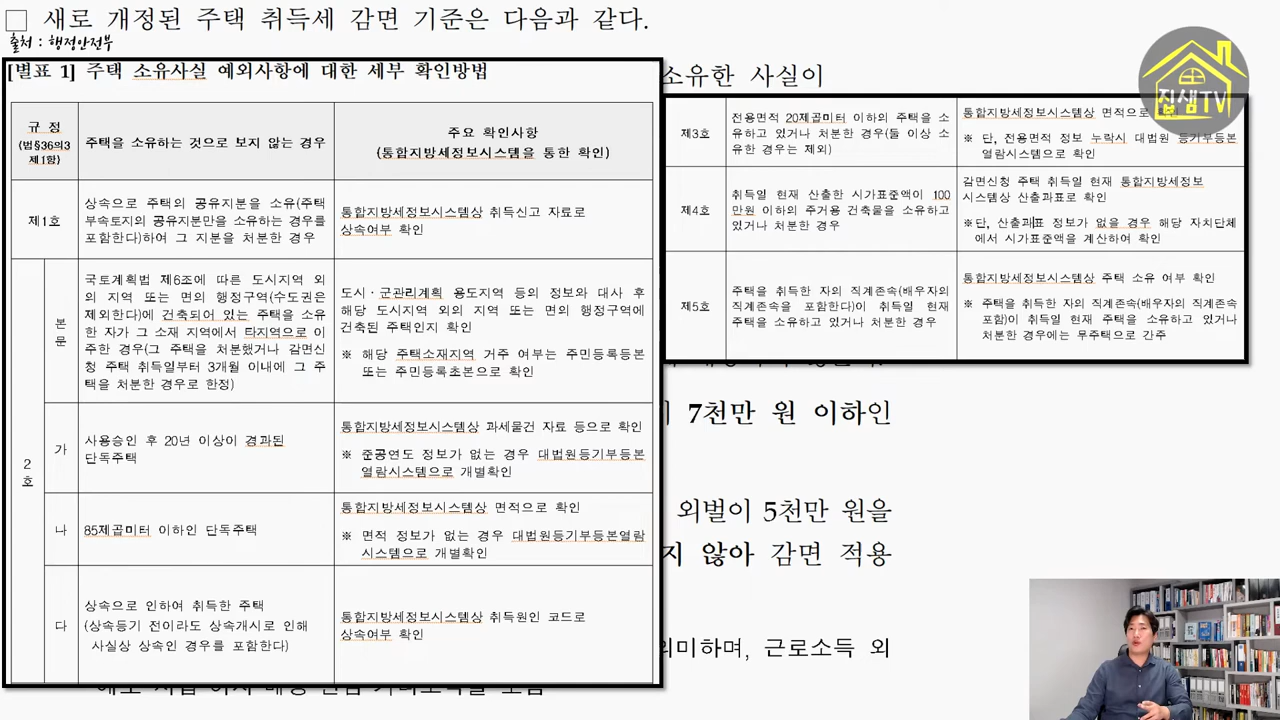 □ 새로 개정된 주택 취득세 감면 기준은 다음과 같다.
출처 : 행정안전부
[별표 1] 주택 소유사실 예외사항에 대한 세부 확인방법
규 정
(법§36의3
제1항)
주택을 소유하는 것으로 보지 않는 경우
주요 확인사항
(통합지방세정보시스템을 통한 확인)
제1호
상속으로 주택의 공유지분을 소유(주택
부속토지의 공유지분만을 소유하는 경우를
포함한다)하여 그 지분을 처분한 경우
통합지방세정보시스템상 취득신고 자료로
상속여부 확인
2
호
본
문
국토계획법 제6조에 따른 도시지역 외
의 지역 또는 면의 행정구역(수도권은
제외한다)에 건축되어 있는 주택을 소유
한 자가 그 소재 지역에서 타지역으로 이
주한 경우(그 주택을 처분했거나 감면신
청 주택 취득일부터 3개월 이내에 그 주
택을 처분한 경우로 한정)
도시·군관리계획 용도지역 등의 정보와 대사 후
해당 도시지역 외의 지역 또는 면의 행정구역에
건축된 주택인지 확인
※ 해당 주택소재지역 거주 여부는 주민등록등본
또는 주민등록초본으로 확인
가
사용승인 후 20년 이상이 경과된
단독주택
통합지방세정보시스템상 과세물건 자료 등으로 확인
※ 준공연도 정보가 없는 경우 대법원등기부등본
열람시스템으로 개별확인
나
85제곱미터 이하인 단독주택
통합지방세정보시스템상 면적으로 확인
※ 면적 정보가 없는 경우 대법원등기부등본열람
시스템으로 개별확인
다
상속으로 인하여 취득한 주택
(상속등기 전이라도 상속개시로 인해
사실상 상속인 경우를 포함한다)
통합지방세정보시스템상 취득원인 코드로
상속여부 확인
소유한 사실이
집샘TV
제3호
전용면적 20제곱미터 이하의 주택을 소
유하고 있거나 처분한 경우(둘 이상 소
유한 경우는 제외)
통합지방세정보시스템상 면적으로
※ 단, 전용면적 정보 누락시 대법원 등기부등본
열람시스템으로 확인
제4호
취득일 현재 산출한 시가표준액이 100
만원 이하의 주거용 건축물을 소유하고
있거나 처분한 경우
감면신청 주택 취득일 현재 통합지방세정보
시스템상 산출과표로 확인
※단, 산출과표 정보가 없을 경우 해당 자치단체
에서 시가표준액을 계산하여 확인
제5호
주택을 취득한 자의 직계존속(배우자의
직계존속을 포함한다)이 취득일 현재
주택을 소유하고 있거나 처분한 경우
통합지방세정보시스템상 주택 소유 여부 확인
※ 주택을 취득한 자의 직계존속(배우자의 직계존속
포함)이 취득일 현재 주택을 소유하고 있거나
처분한 경우에는 무주택으로 간주
7천만 원 이하인
외벌이 5천만 원을
않아 감면 적용
의미하며, 근로소득 외